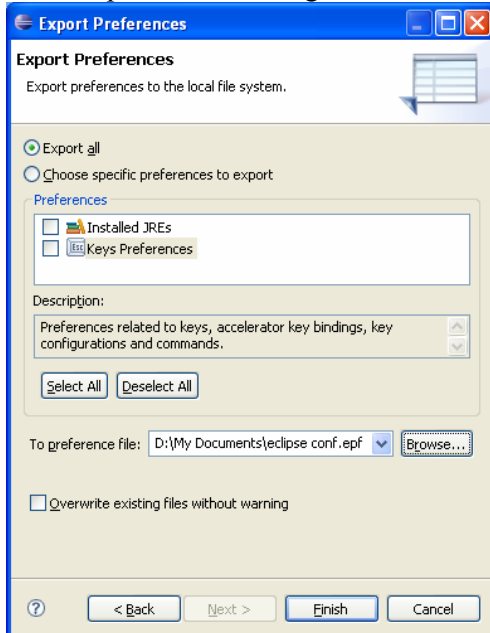 Export Preferences
Export Preferences
Export preferences to the local file system.
Export all
Choose specific preferences to export
Preferences
Installed JREs
Esc Keys Preferences
Description:
Preferences related to keys, accelerator key bindings, key
configurations and commands.
Select All Deselect All
To preference file: D:\My Documents\eclipse conf.epf Browse...
Overwrite existing files without warning
? < Back Next > Finish Cancel